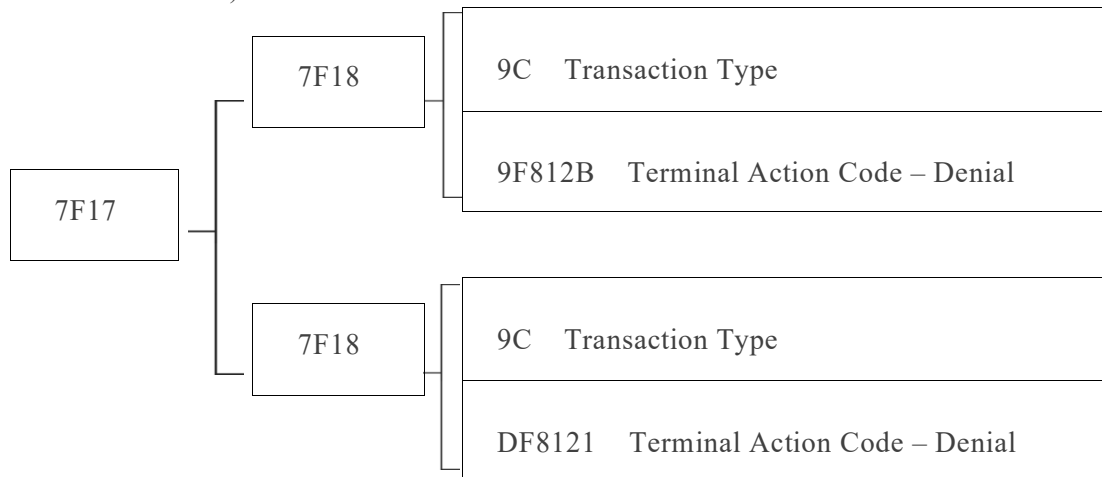 7F18
9C Transaction Type
9F812B Terminal Action Code – Denial
7F17
7F18
9C Transaction Type
DF8121 Terminal Action Code – Denial